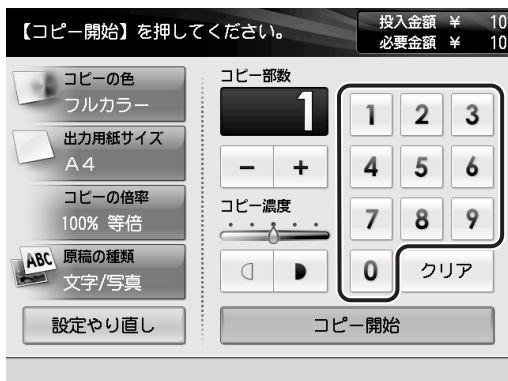 【コピー開始】を押してください。
投入金額 ¥ 10
必要金額 ¥ 10
コピーの色
フルカラー
出力用紙サイズ
A4
コピーの倍率
100% 等倍
ABC 原稿の種類
文字/写真
設定やり直し
コピー部数
1
- +
コピー濃度
1 2 3
4 5 6
7 8 9
0 クリア
コピー開始